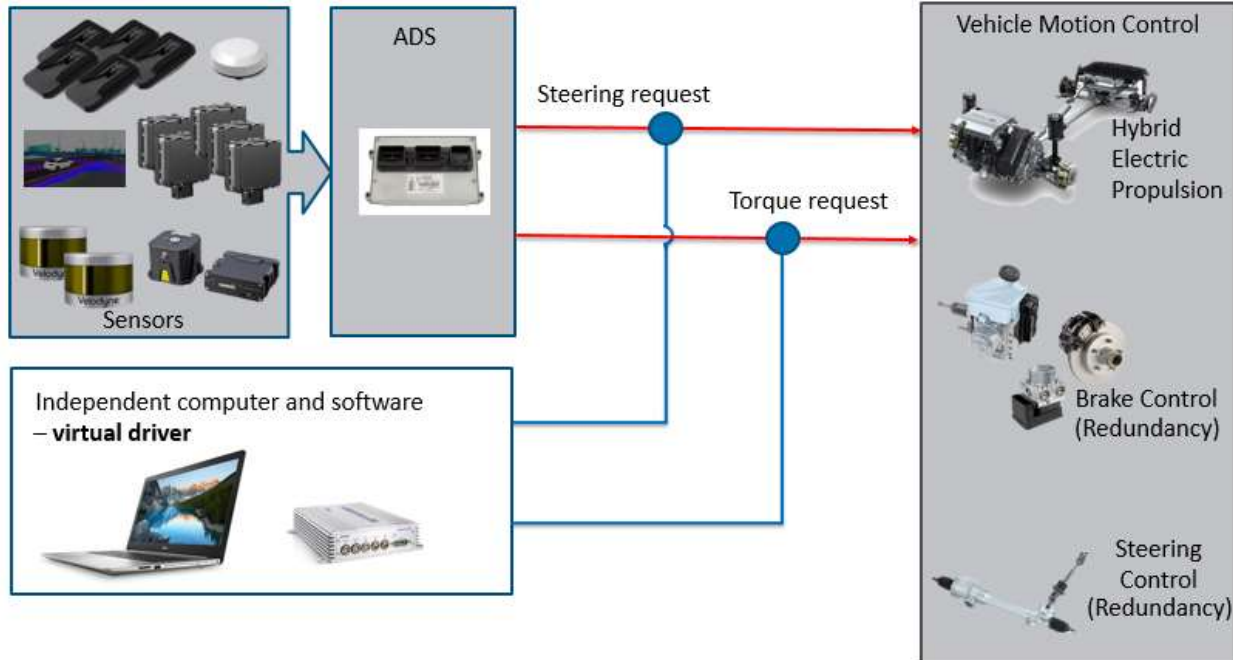 ADS
Vehicle Motion Control
Steering request
Hybrid
Electric
Propulsion
Torque request
Velodyne
Velodyne
Sensors
Independent computer and software
– virtual driver
Brake Control
(Redundancy)
Steering
Control
(Redundancy)